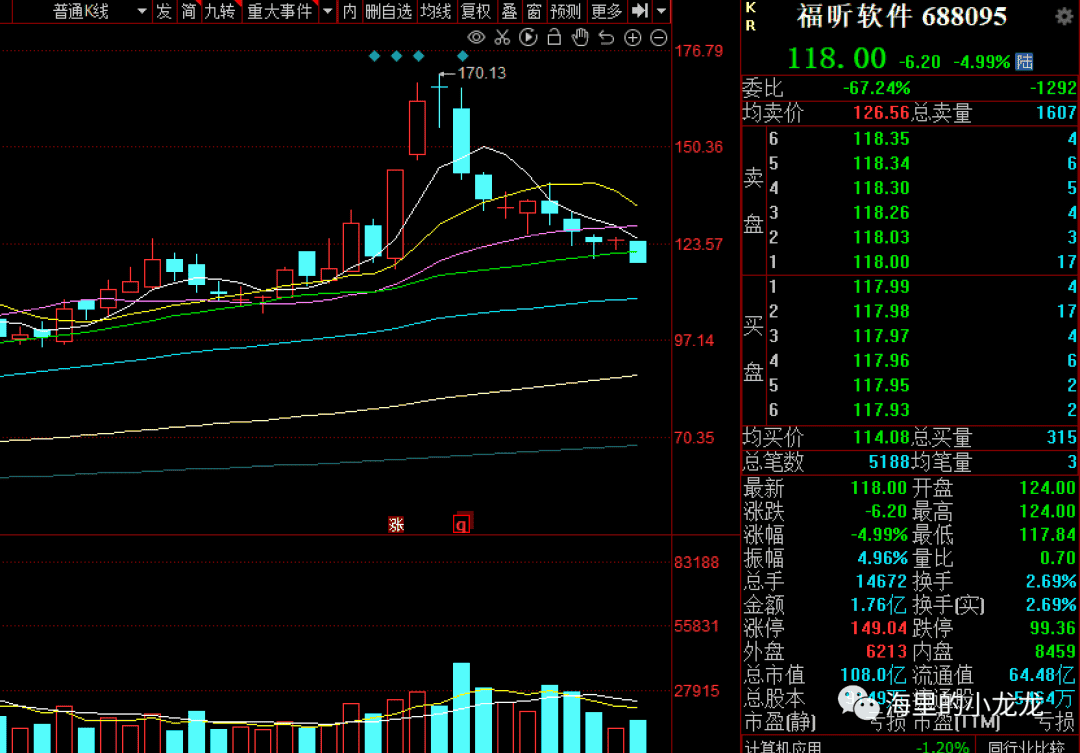 普通K线 发 简 九转 重大事件 内 删自选 均线 复权 叠 窗 预测 更多
170.13
176.79
150.36
123.57
97.14
70.35
涨 q
83188
55831
27915
K
R
福昕软件 688095
118.00 -6.20 -4.99% 陆
委比 -67.24% -1292
均卖价 126.56 总卖量 1607
卖盘
6 118.35 4
5 118.34 6
4 118.30 5
3 118.26 4
2 118.03 3
1 118.00 17
买盘
1 117.99 4
2 117.98 17
3 117.97 4
4 117.96 6
5 117.95 2
6 117.93 2
均买价 114.08 总买量 315
总笔数 5188 均笔量 3
最新 118.00 开盘 124.00
涨跌 -6.20 最高 124.00
涨幅 -4.99% 最低 117.84
振幅 4.96% 量比 0.70
总手 14672 换手 2.69%
金额 1.76亿 换手(实) 2.69%
涨停 149.04 跌停 99.36
外盘 6213 内盘 8459
总市值 108.0亿 流通值 64.48亿
总股本 流通股 5464万
市盈(静) 亏损 市盈(TTM) 亏损
海里的小龙龙
计算机应用 -1.20% 同行业比较